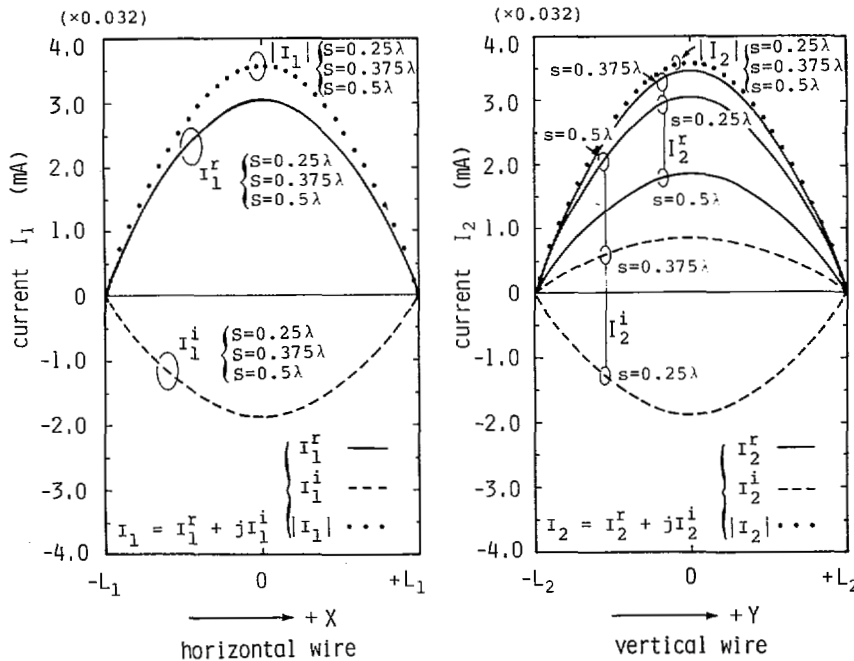 (×0.032)
4.0
3.0
2.0
1.0
0
-1.0
-2.0
-3.0
-4.0
current I₁ (mA)
|I₁| { S=0.25λ
S=0.375λ
S=0.5λ
I₁ʳ { S=0.25λ
S=0.375λ
S=0.5λ
I₁ⁱ { S=0.25λ
S=0.375λ
S=0.5λ
I₁ʳ
I₁ⁱ
I₁ = I₁ʳ + jI₁ⁱ |I₁|
-L₁ 0 +L₁
+X
horizontal wire
(×0.032)
4.0
3.0
2.0
1.0
0
-1.0
-2.0
-3.0
-4.0
current I₂ (mA)
|I₂| { S=0.25λ
S=0.375λ
S=0.5λ
s=0.375λ
s=0.5λ
s=0.25λ
I₂ʳ
s=0.5λ
s=0.375λ
I₂ⁱ
s=0.25λ
I₂ʳ
I₂ⁱ
I₂ = I₂ʳ + jI₂ⁱ |I₂|
-L₂ 0 +L₂
+Y
vertical wire